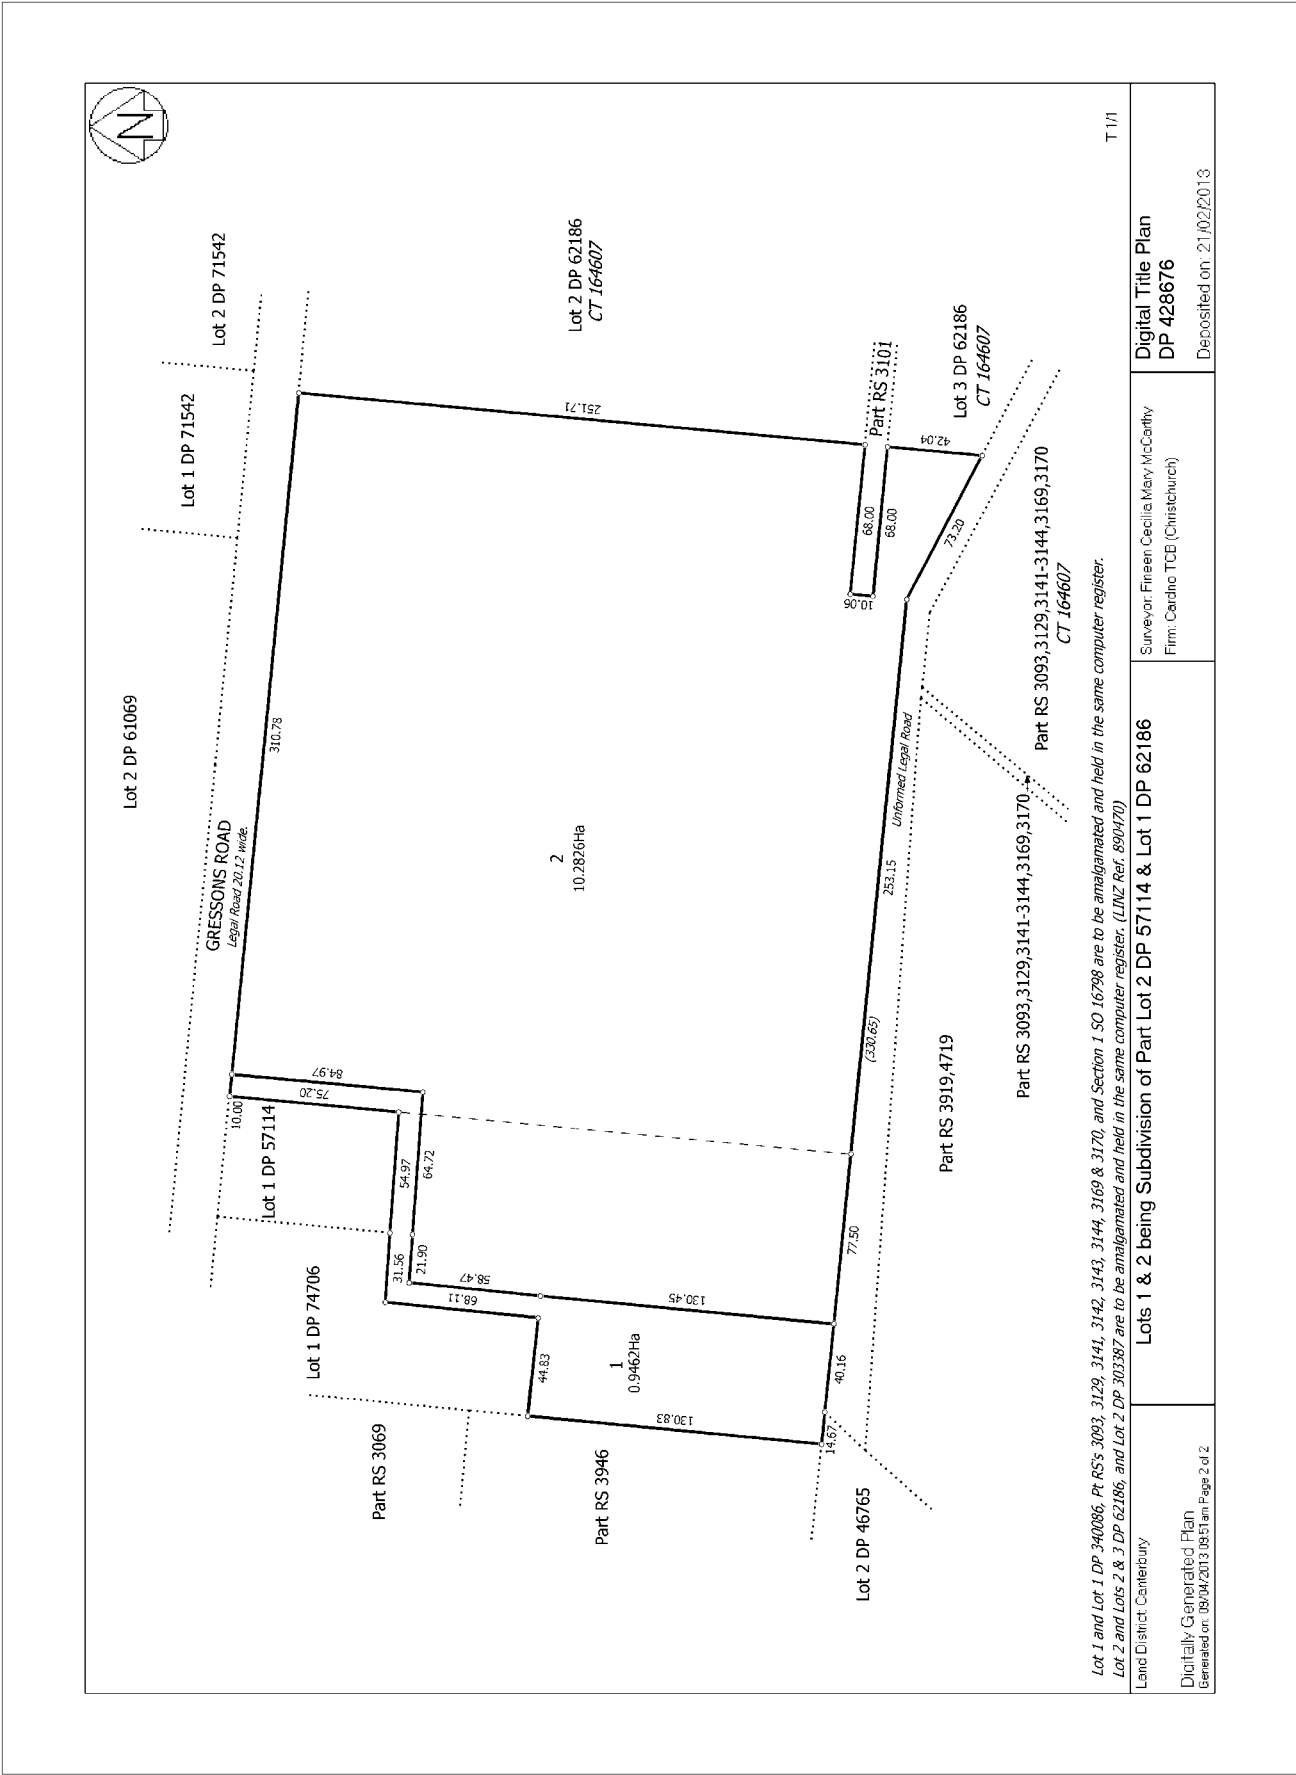 N
Lot 2 DP 61069
Lot 1 DP 71542
Lot 2 DP 71542
GRESSONS ROAD
Legal Road 20.12 wide.
310.78
10.00
Lot 1 DP 57114
75.20
84.97
Lot 1 DP 74706
31.56
54.97
21.90
64.72
68.11
58.47
Part RS 3069
44.83
Part RS 3946
1
0.9462Ha
130.83
130.45
2
10.2826Ha
251.71
Lot 2 DP 62186
CT 164607
Part RS 3101
68.00
68.00
10.06
42.04
Lot 3 DP 62186
CT 164607
73.20
14.67
40.16
77.50
(330.65)
253.15
Unformed Legal Road
Lot 2 DP 46765
Part RS 3919,4719
Part RS 3093,3129,3141-3144,3169,3170
Part RS 3093,3129,3141-3144,3169,3170
CT 164607
T 1/1
Lot 1 and Lot 1 DP 340086, Pt RS's 3093, 3129, 3141, 3142, 3143, 3144, 3169 & 3170, and Section 1 SO 16798 are to be amalgamated and held in the same computer register.
Lot 2 and Lots 2 & 3 DP 62186, and Lot 2 DP 303387 are to be amalgamated and held in the same computer register. (LINZ Ref. 890470)
Land District: Canterbury
Digitally Generated Plan
Generated on: 09/04/2013 09:51am Page 2 of 2
Lots 1 & 2 being Subdivision of Part Lot 2 DP 57114 & Lot 1 DP 62186
Surveyor: Fineen Cecilia Mary McCarthy
Firm: Cardno TCB (Christchurch)
Digital Title Plan
DP 428676
Deposited on: 21/02/2013